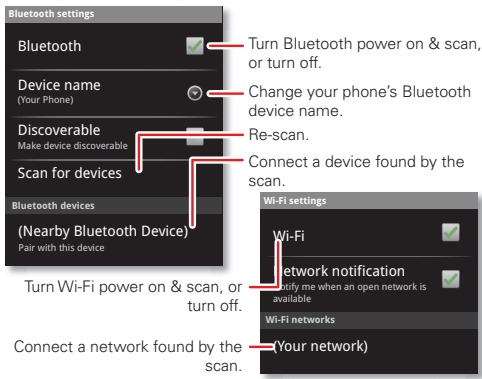 Bluetooth settings
Bluetooth
Device name
(Your Phone)
Discoverable
Make device discoverable
Scan for devices
Bluetooth devices
(Nearby Bluetooth Device)
Pair with this device
Turn Bluetooth power on & scan,
or turn off.
Change your phone's Bluetooth
device name.
Re-scan.
Connect a device found by the
scan.
Wi-Fi settings
Wi-Fi
Network notification
Notify me when an open network is
available
Wi-Fi networks
(Your network)
Turn Wi-Fi power on & scan, or
turn off.
Connect a network found by the
scan.